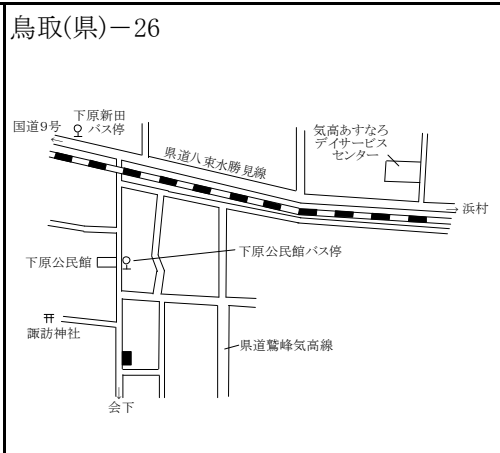 鳥取(県)－26
下原新田
バス停
国道9号
県道八束水勝見線
気高あすなろ
デイサービス
センター
浜村
下原公民館
下原公民館バス停
諏訪神社
県道鷲峰気高線
会下